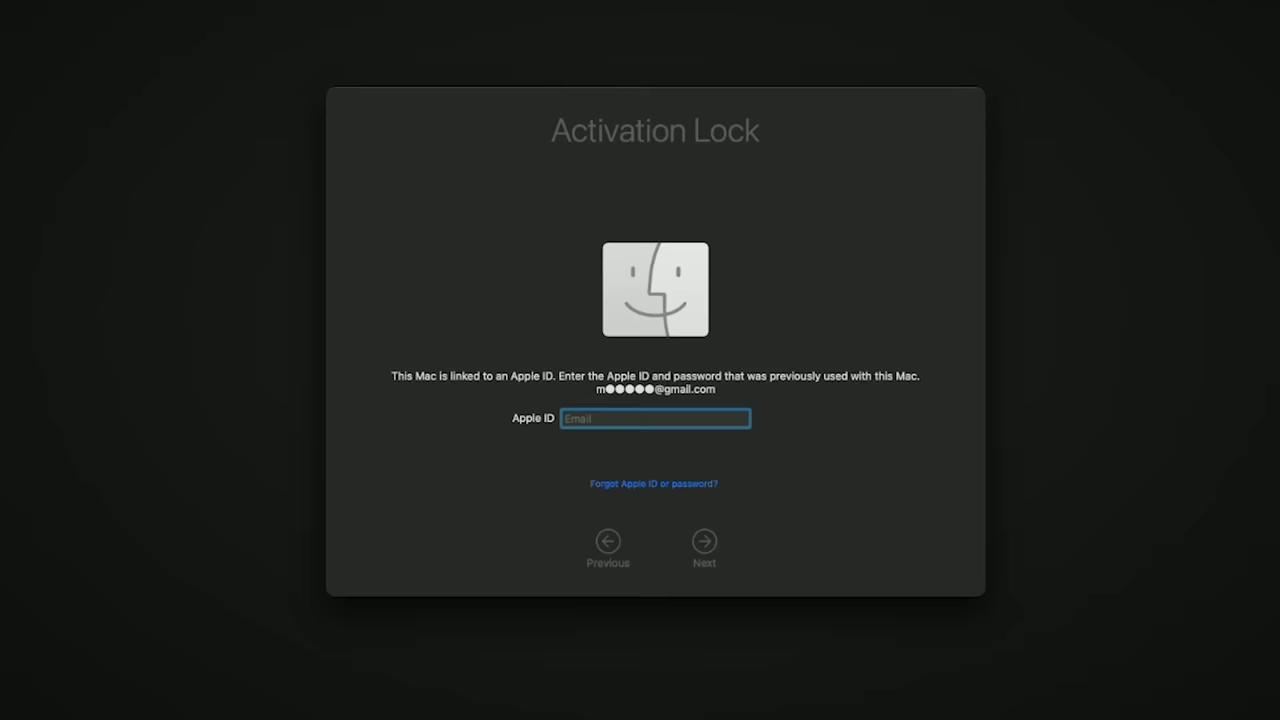 Activation Lock
This Mac is linked to an Apple ID. Enter the Apple ID and password that was previously used with this Mac.
m●●●●●@gmail.com
Apple ID
Email
Forgot Apple ID or password?
Previous
Next